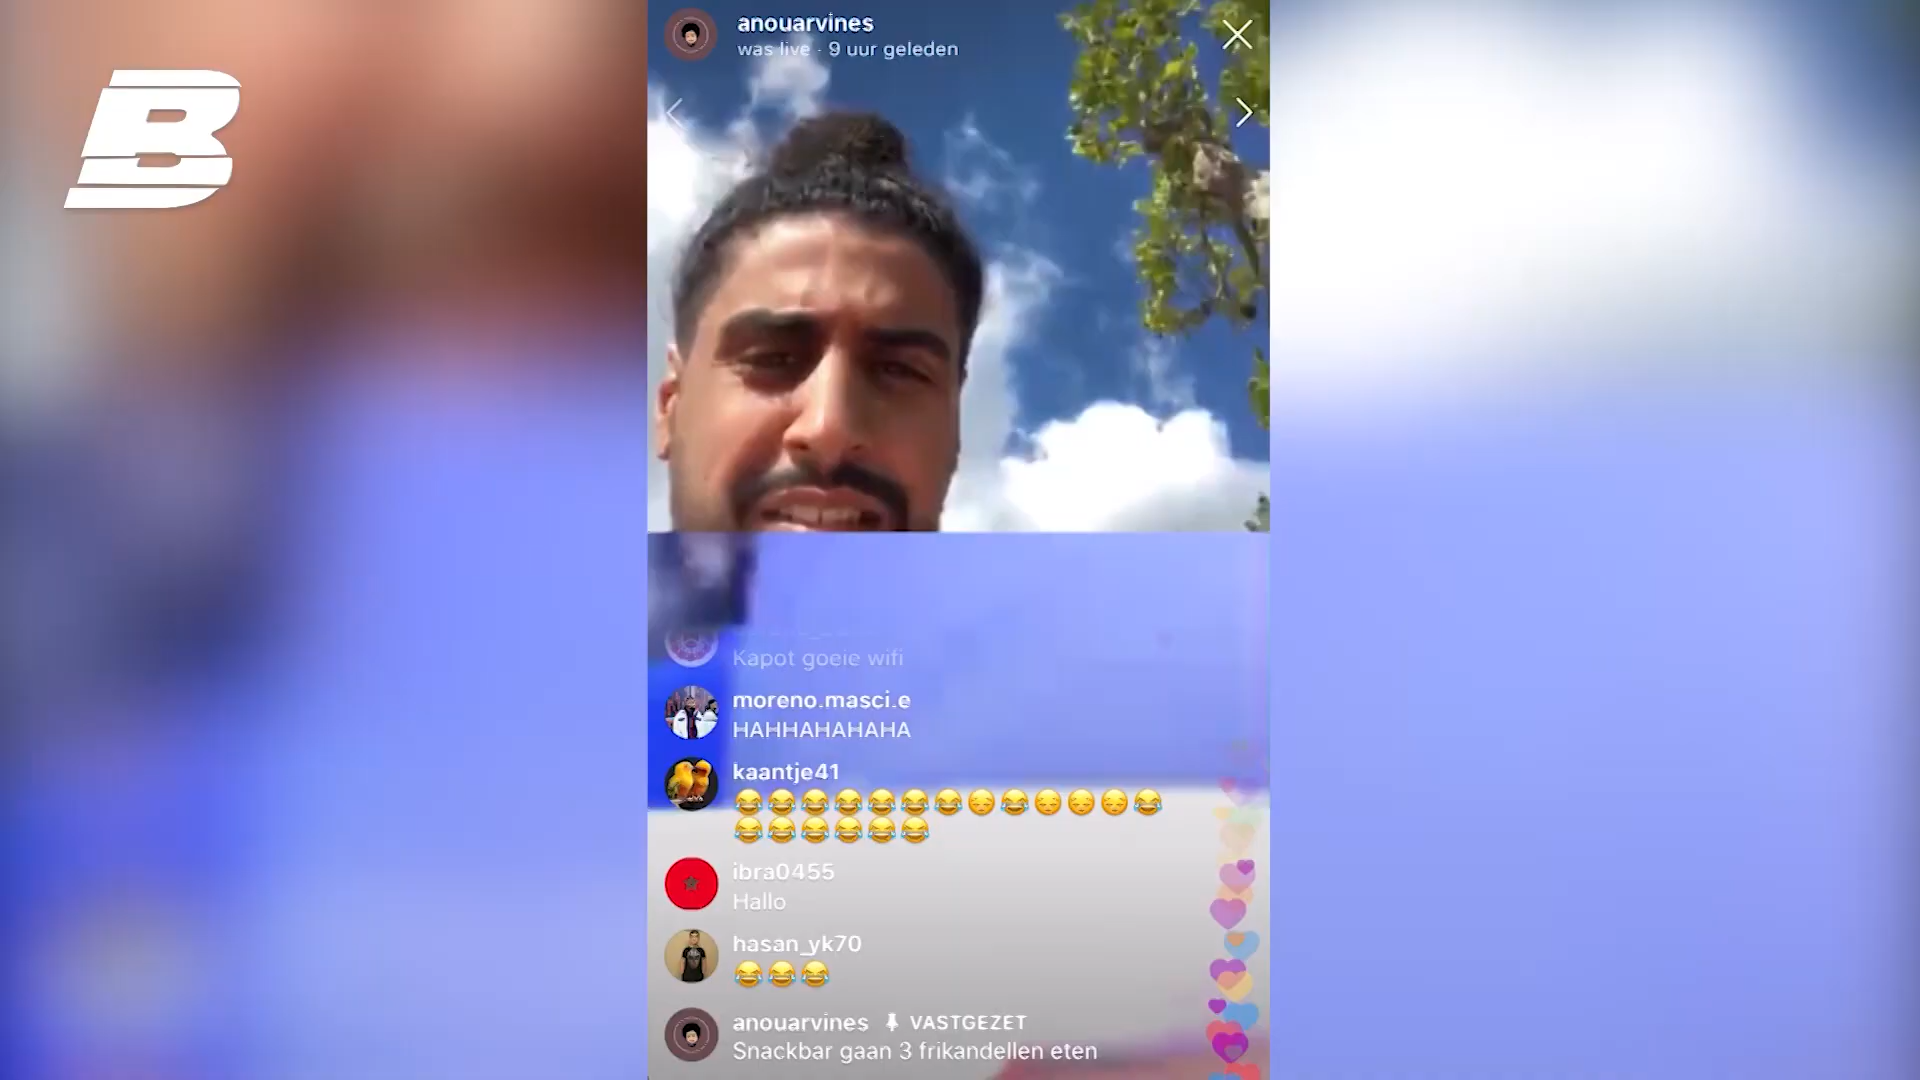 B
anouarvines
was live · 9 uur geleden
Kapot goeie wifi
moreno.masci.e
HAHHAHAHAHA
kaantje41
😂😂😂😂😂😂😂😔😂😔😔😔😂
😂😂😂😂😂😂
ibra0455
Hallo
hasan_yk70
😂😂😂
anouarvines VASTGEZET
Snackbar gaan 3 frikandellen eten